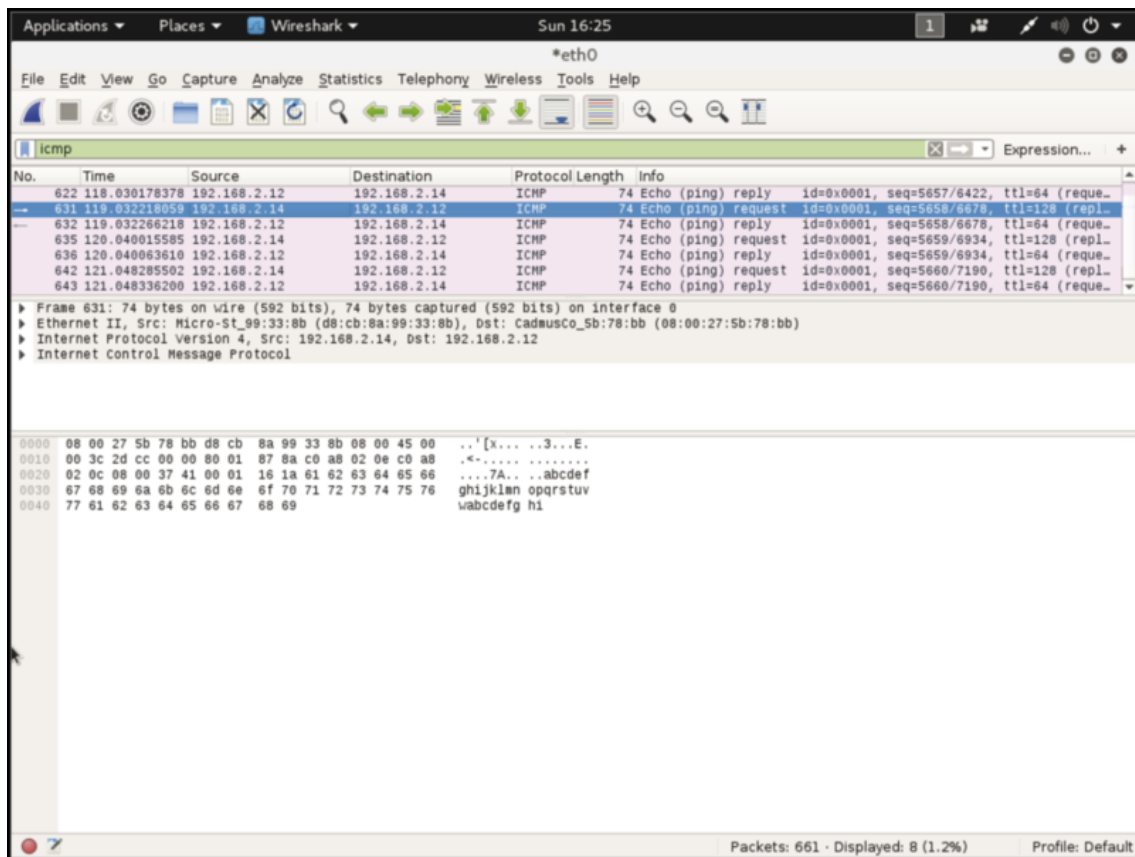 Applications Places Wireshark Sun 16:25 1
*eth0
File Edit View Go Capture Analyze Statistics Telephony Wireless Tools Help
icmp Expression... +
No. Time Source Destination Protocol Length Info
622 118.030178378 192.168.2.12 192.168.2.14 ICMP 74 Echo (ping) reply id=0x0001, seq=5657/6422, ttl=64 (reque…
631 119.032218059 192.168.2.14 192.168.2.12 ICMP 74 Echo (ping) request id=0x0001, seq=5658/6678, ttl=128 (repl…
632 119.032266218 192.168.2.12 192.168.2.14 ICMP 74 Echo (ping) reply id=0x0001, seq=5658/6678, ttl=64 (reque…
635 120.040015585 192.168.2.14 192.168.2.12 ICMP 74 Echo (ping) request id=0x0001, seq=5659/6934, ttl=128 (repl…
636 120.040063610 192.168.2.12 192.168.2.14 ICMP 74 Echo (ping) reply id=0x0001, seq=5659/6934, ttl=64 (reque…
642 121.048285502 192.168.2.14 192.168.2.12 ICMP 74 Echo (ping) request id=0x0001, seq=5660/7190, ttl=128 (repl…
643 121.048336200 192.168.2.12 192.168.2.14 ICMP 74 Echo (ping) reply id=0x0001, seq=5660/7190, ttl=64 (reque…
Frame 631: 74 bytes on wire (592 bits), 74 bytes captured (592 bits) on interface 0
Ethernet II, Src: Micro-St_99:33:8b (d8:cb:8a:99:33:8b), Dst: CadmusCo_5b:78:bb (08:00:27:5b:78:bb)
Internet Protocol Version 4, Src: 192.168.2.14, Dst: 192.168.2.12
Internet Control Message Protocol
0000 08 00 27 5b 78 bb d8 cb 8a 99 33 8b 08 00 45 00 ..'[x... ..3...E.
0010 00 3c 2d cc 00 00 80 01 87 8a c0 a8 02 0e c0 a8 .<-..... ........
0020 02 0c 08 00 37 41 00 01 16 1a 61 62 63 64 65 66 ....7A.. ..abcdef
0030 67 68 69 6a 6b 6c 6d 6e 6f 70 71 72 73 74 75 76 ghijklmn opqrstuv
0040 77 61 62 63 64 65 66 67 68 69 wabcdefg hi
Packets: 661 · Displayed: 8 (1.2%) Profile: Default